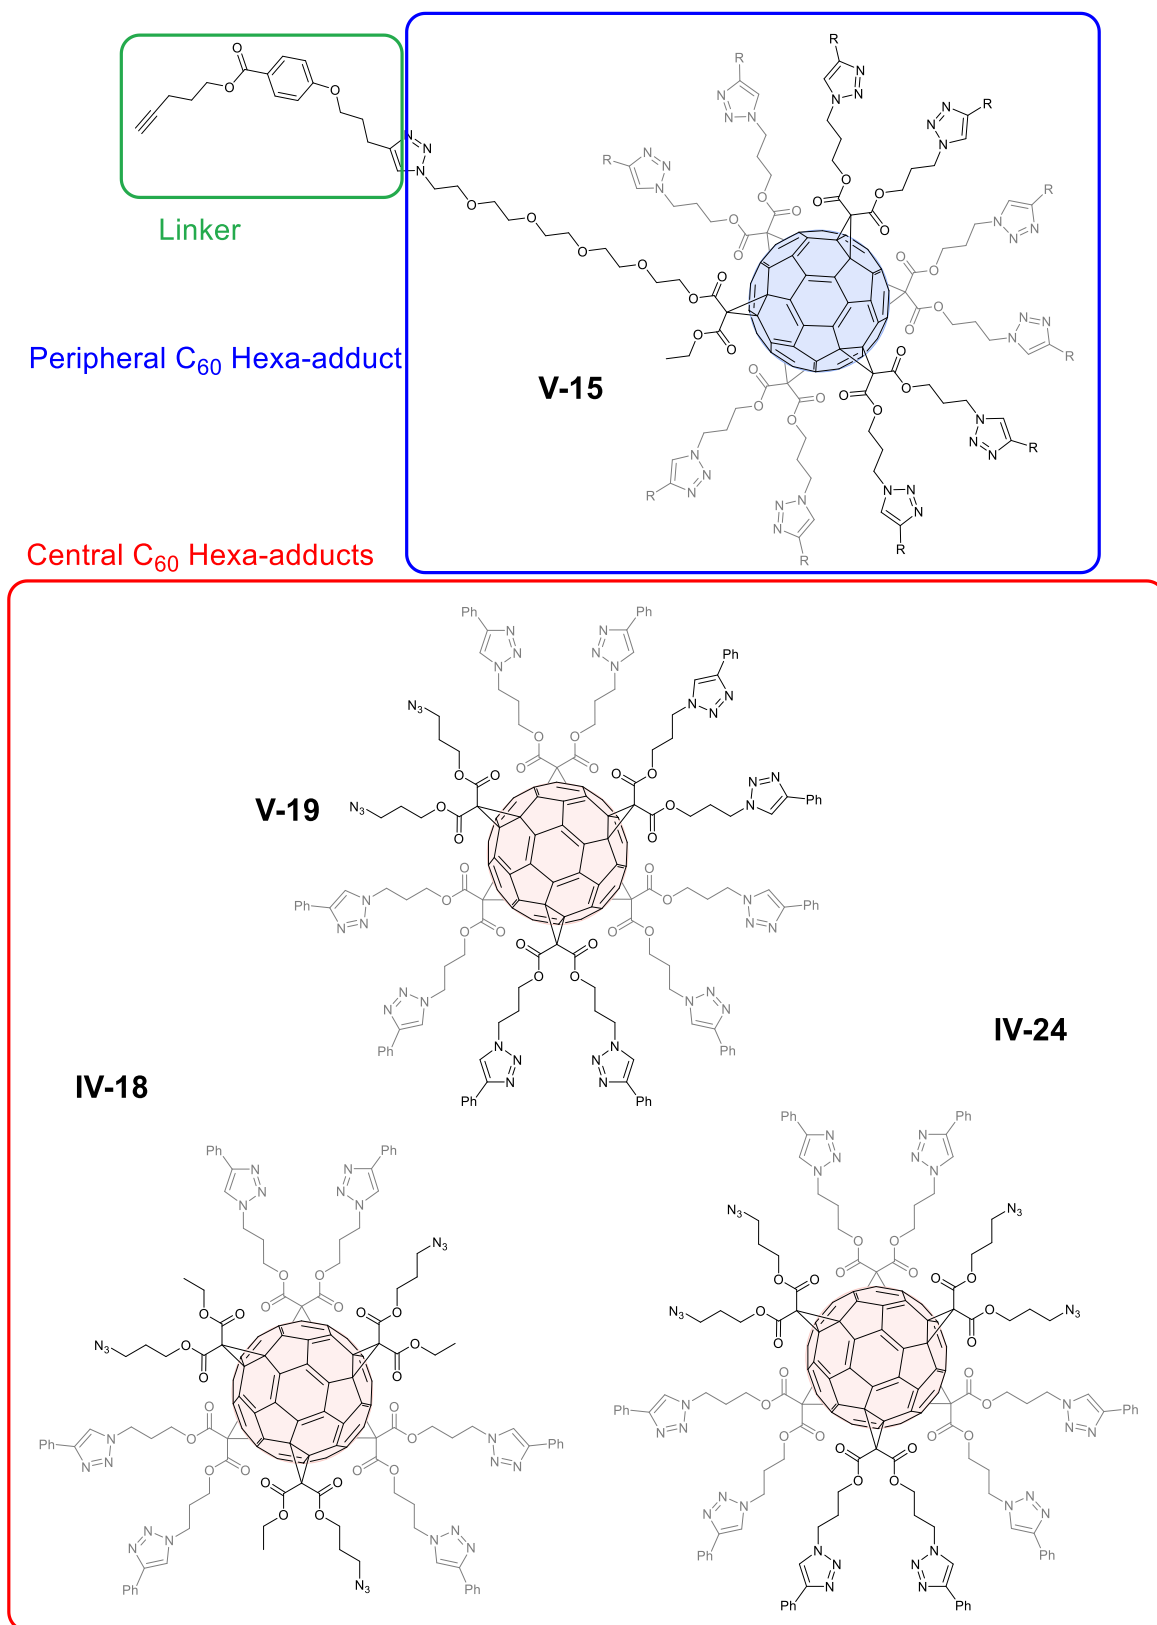 Linker
Peripheral C60 Hexa-adduct
V-15
Central C60 Hexa-adducts
V-19
IV-24
IV-18